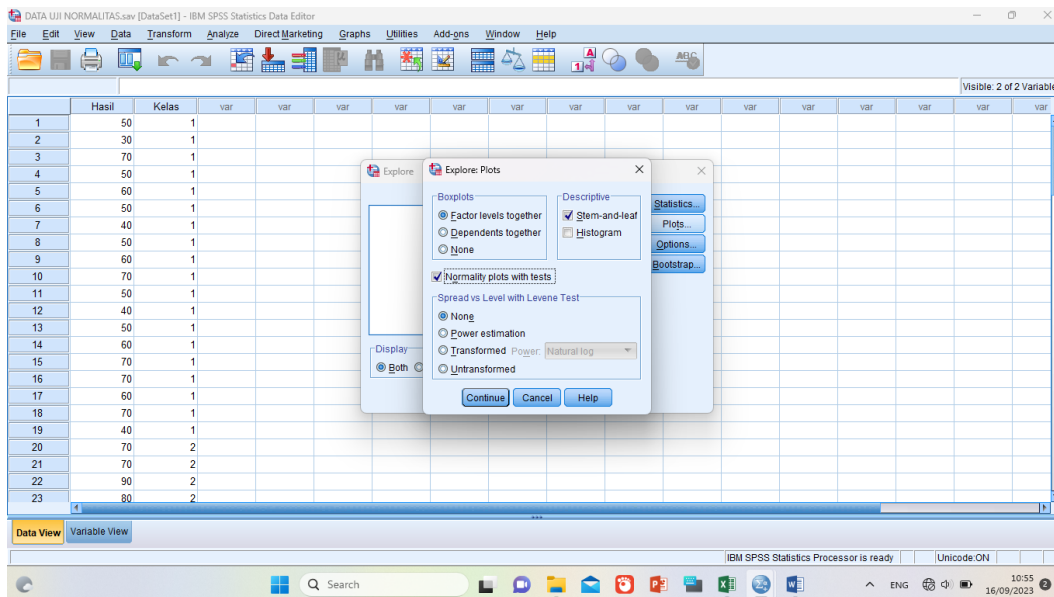 DATA UJI NORMALITAS.sav [DataSet1] - IBM SPSS Statistics Data Editor
File Edit View Data Transform Analyze Direct Marketing Graphs Utilities Add-ons Window Help
Visible: 2 of 2 Variable
Hasil Kelas var var var var var var var var var var var var var var var
1 50 1
2 30 1
3 70 1
4 50 1
5 60 1
6 50 1
7 40 1
8 50 1
9 60 1
10 70 1
11 50 1
12 40 1
13 50 1
14 60 1
15 70 1
16 70 1
17 60 1
18 70 1
19 40 1
20 70 2
21 70 2
22 90 2
23 80 2
Explore
Statistics...
Plots...
Options...
Bootstrap...
Display
Both
Explore: Plots
Boxplots
Factor levels together
Dependents together
None
Descriptive
Stem-and-leaf
Histogram
Normality plots with tests
Spread vs Level with Levene Test
None
Power estimation
Transformed Power: Natural log
Untransformed
Continue Cancel Help
Data View Variable View
IBM SPSS Statistics Processor is ready Unicode:ON
Search
ENG
10:55
16/09/2023
2